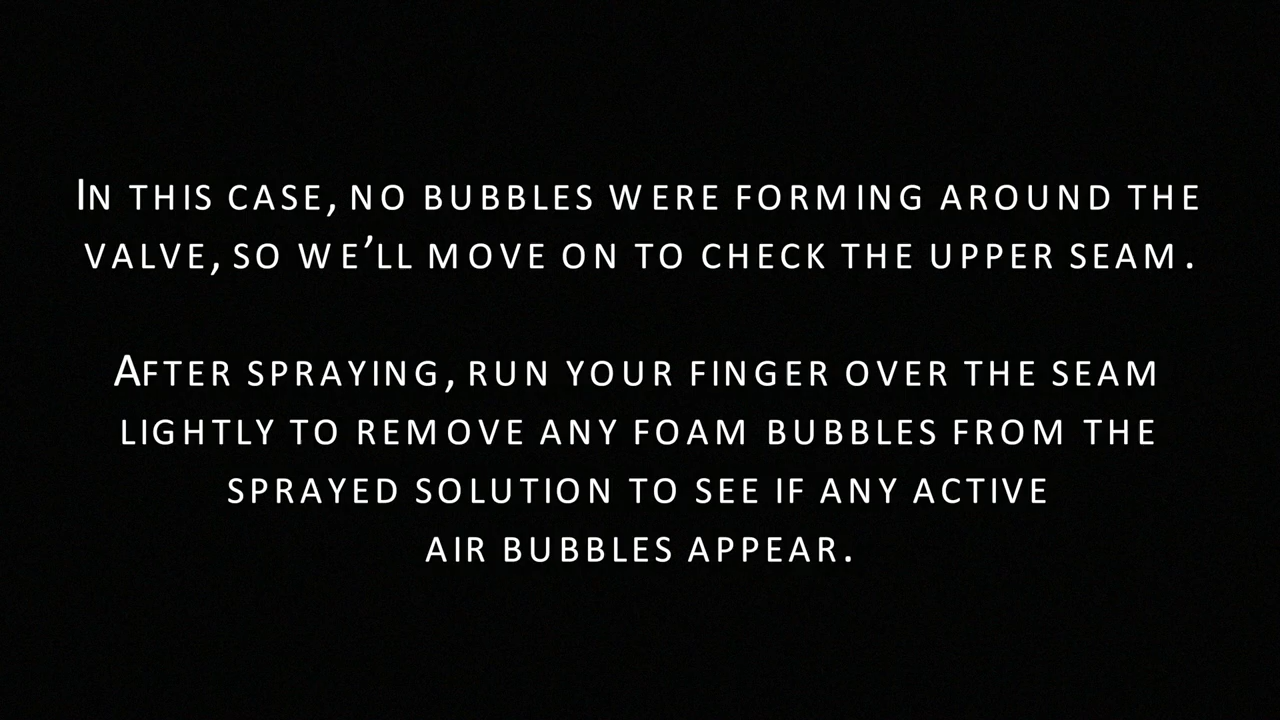 In this case, no bubbles were forming around the
valve, so we’ll move on to check the upper seam.
After spraying, run your finger over the seam
lightly to remove any foam bubbles from the
sprayed solution to see if any active
air bubbles appear.